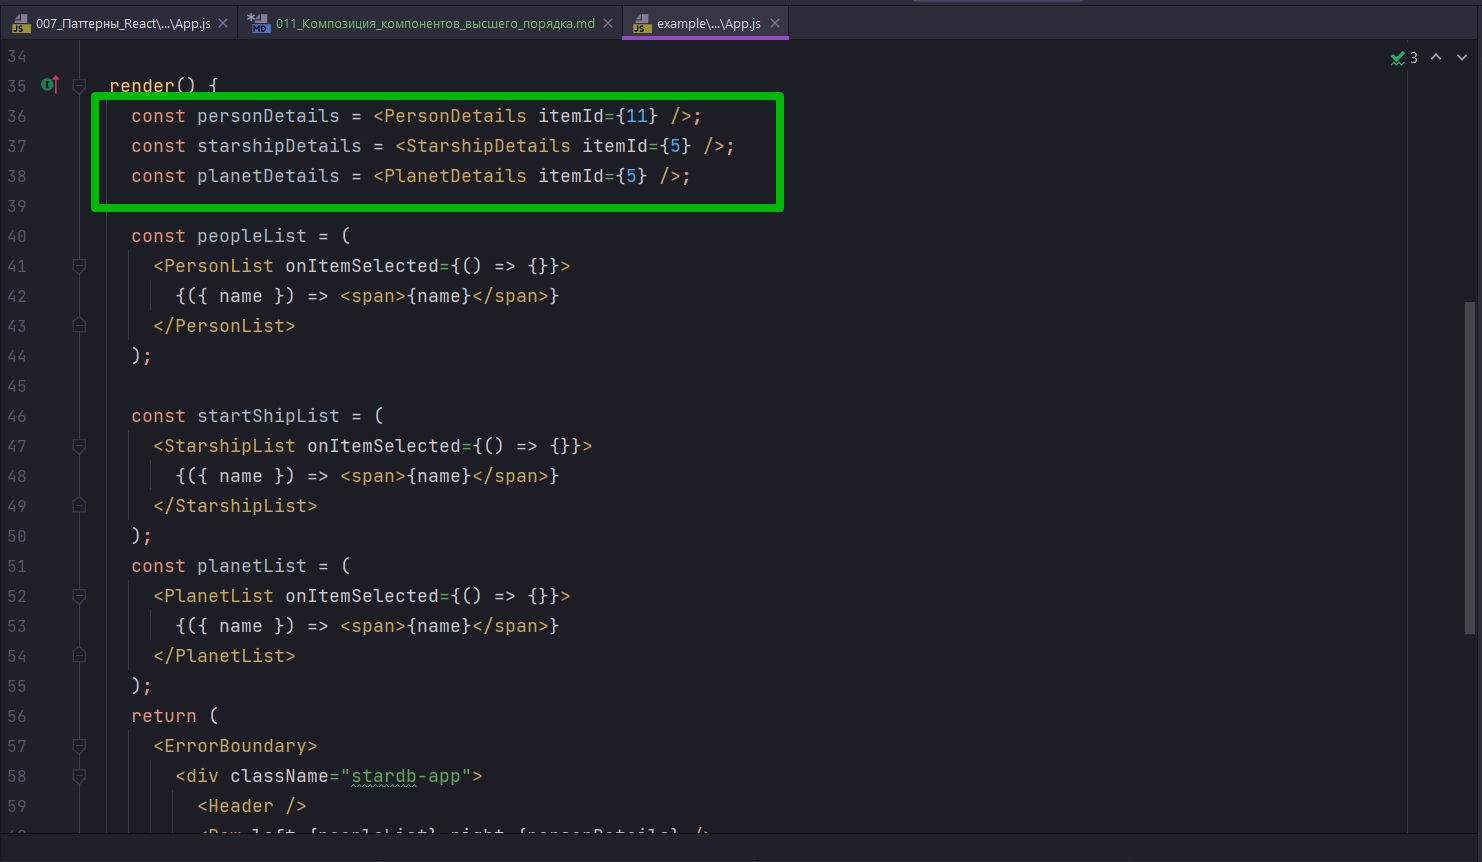 007_Паттерны_React\...\App.js
011_Композиция_компонентов_высшего_порядка.md
example\...\App.js
3
34
35 render() {
36 const personDetails = <PersonDetails itemId={11} />;
37 const starshipDetails = <StarshipDetails itemId={5} />;
38 const planetDetails = <PlanetDetails itemId={5} />;
39
40 const peopleList = (
41 <PersonList onItemSelected={() => {}}>
42 {({ name }) => <span>{name}</span>}
43 </PersonList>
44 );
45
46 const startShipList = (
47 <StarshipList onItemSelected={() => {}}>
48 {({ name }) => <span>{name}</span>}
49 </StarshipList>
50 );
51 const planetList = (
52 <PlanetList onItemSelected={() => {}}>
53 {({ name }) => <span>{name}</span>}
54 </PlanetList>
55 );
56 return (
57 <ErrorBoundary>
58 <div className="stardb-app">
59 <Header />